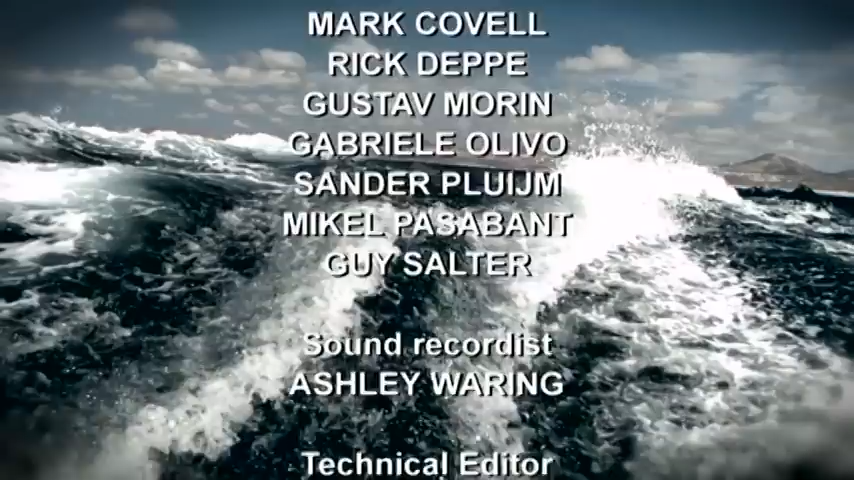 MARK COVELL
RICK DEPPE
GUSTAV MORIN
GABRIELE OLIVO
SANDER PLUIJM
MIKEL PASABANT
GUY SALTER
Sound recordist
ASHLEY WARING
Technical Editor